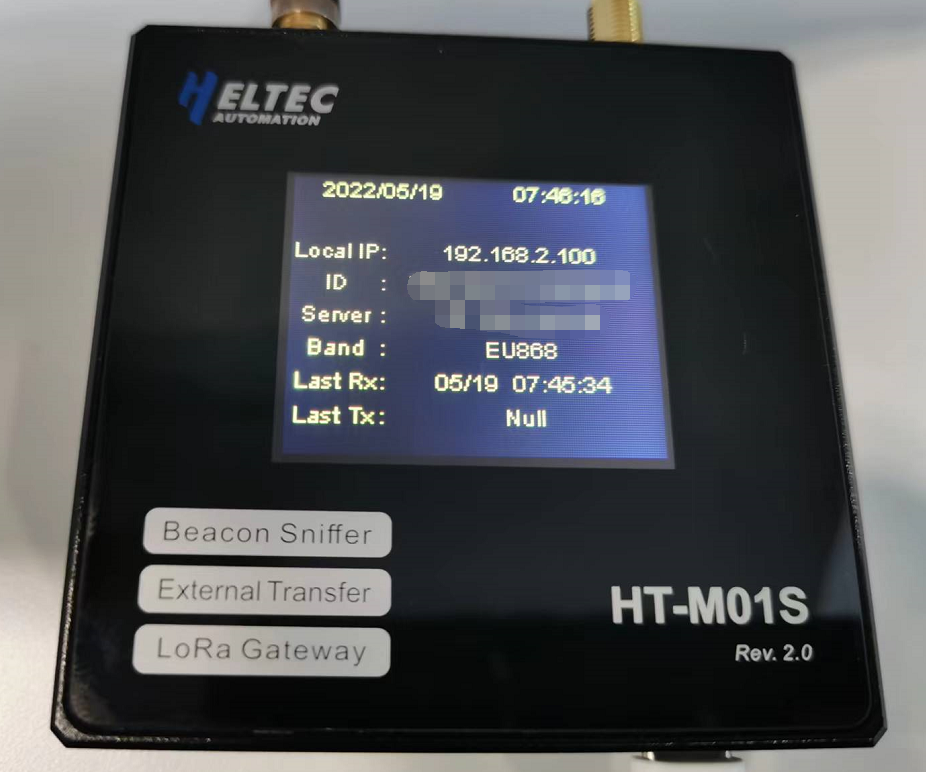 HELTEC
AUTOMATION
2022/05/19 07:46:16
Local IP: 192.168.2.100
ID :
Server :
Band : EU868
Last Rx: 05/19 07:45:34
Last Tx: Null
Beacon Sniffer
External Transfer
LoRa Gateway
HT-M01S
Rev. 2.0